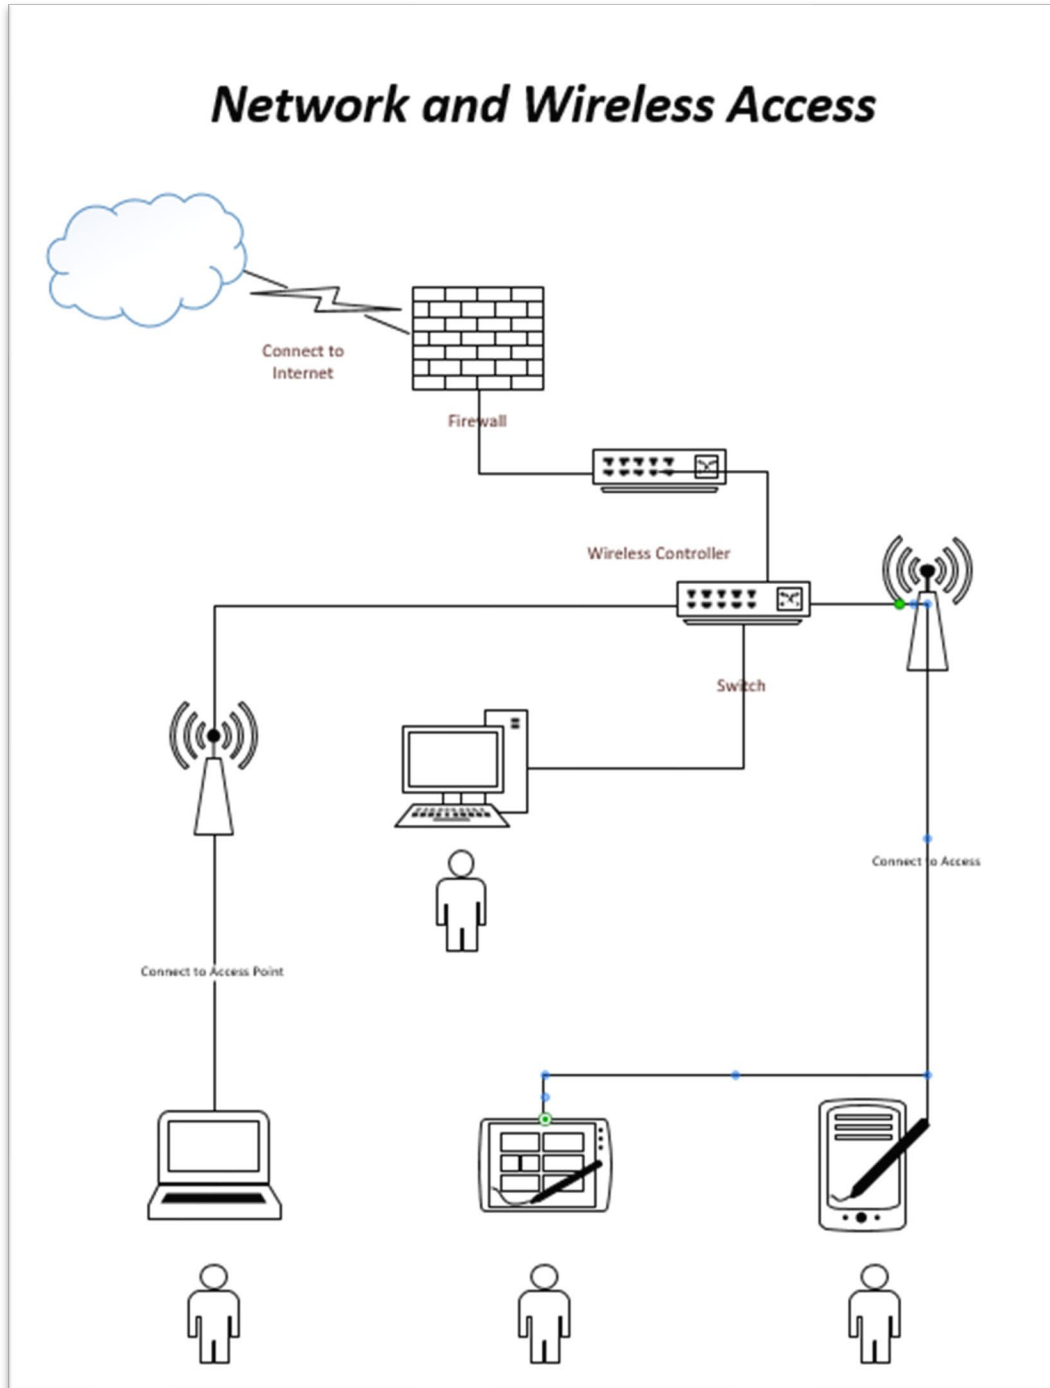 Network and Wireless Access
Connect to
Internet
Firewall
Wireless Controller
Switch
Connect to Access
Connect to Access Point